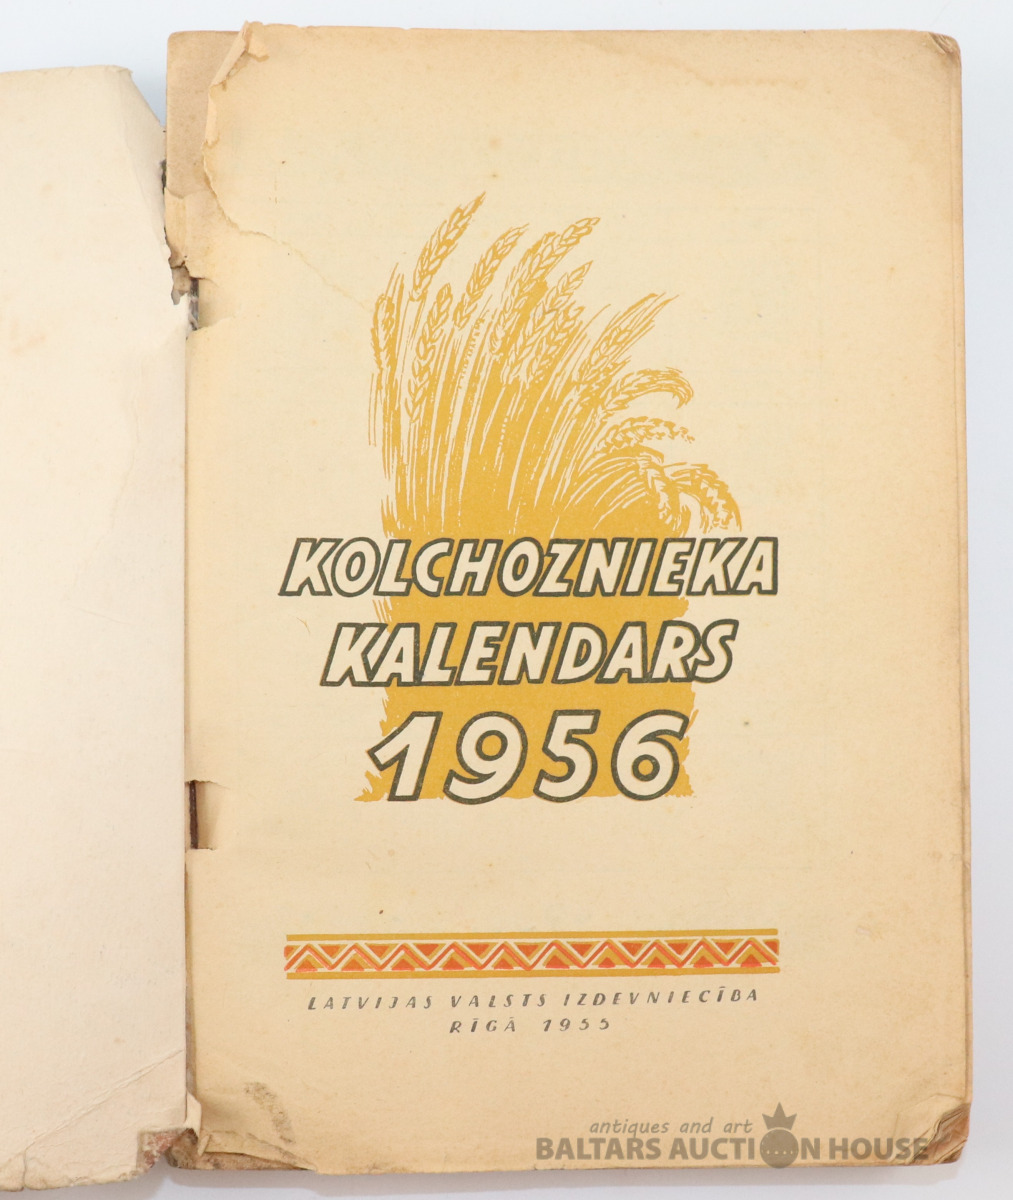 KOLCHOZNIEKA
KALENDARS
1956
LATVIJAS VALSTS IZDEVNIECĪBA
RĪGĀ 1955
antiques and art
BALTARS AUCTION HOUSE